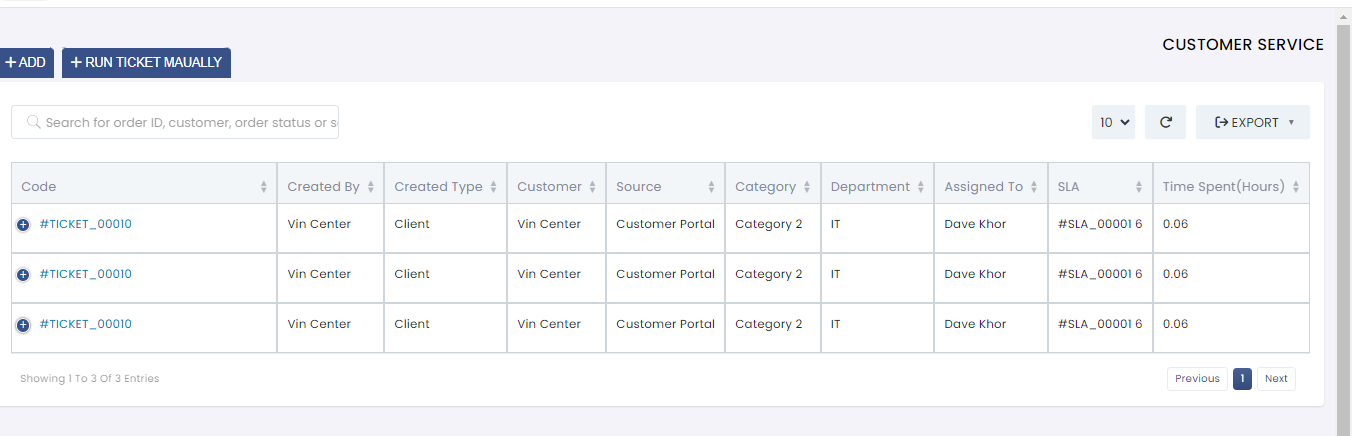 CUSTOMER SERVICE
+ ADD + RUN TICKET MAUALLY
Search for order ID, customer, order status or s
10 EXPORT
Code Created By Created Type Customer Source Category Department Assigned To SLA Time Spent(Hours)
#TICKET_00010 Vin Center Client Vin Center Customer Portal Category 2 IT Dave Khor #SLA_00001 6 0.06
#TICKET_00010 Vin Center Client Vin Center Customer Portal Category 2 IT Dave Khor #SLA_00001 6 0.06
#TICKET_00010 Vin Center Client Vin Center Customer Portal Category 2 IT Dave Khor #SLA_00001 6 0.06
Showing 1 To 3 Of 3 Entries
Previous 1 Next